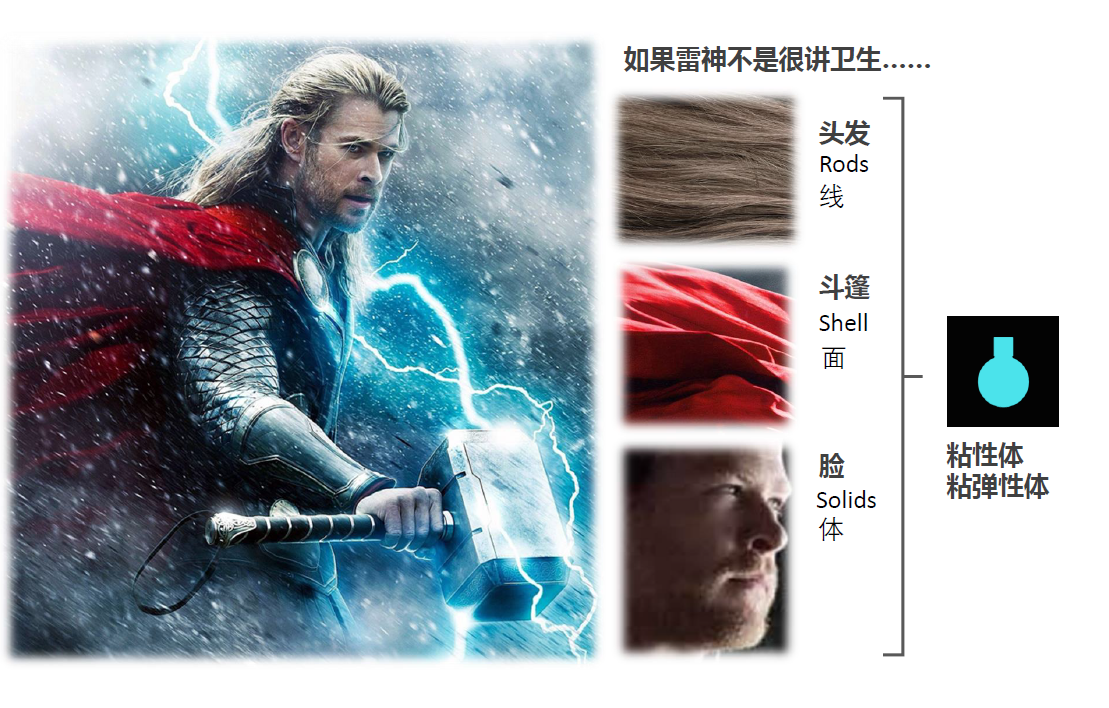 如果雷神不是很讲卫生……
头发
Rods
线
斗篷
Shell
面
脸
Solids
体
粘性体
粘弹性体